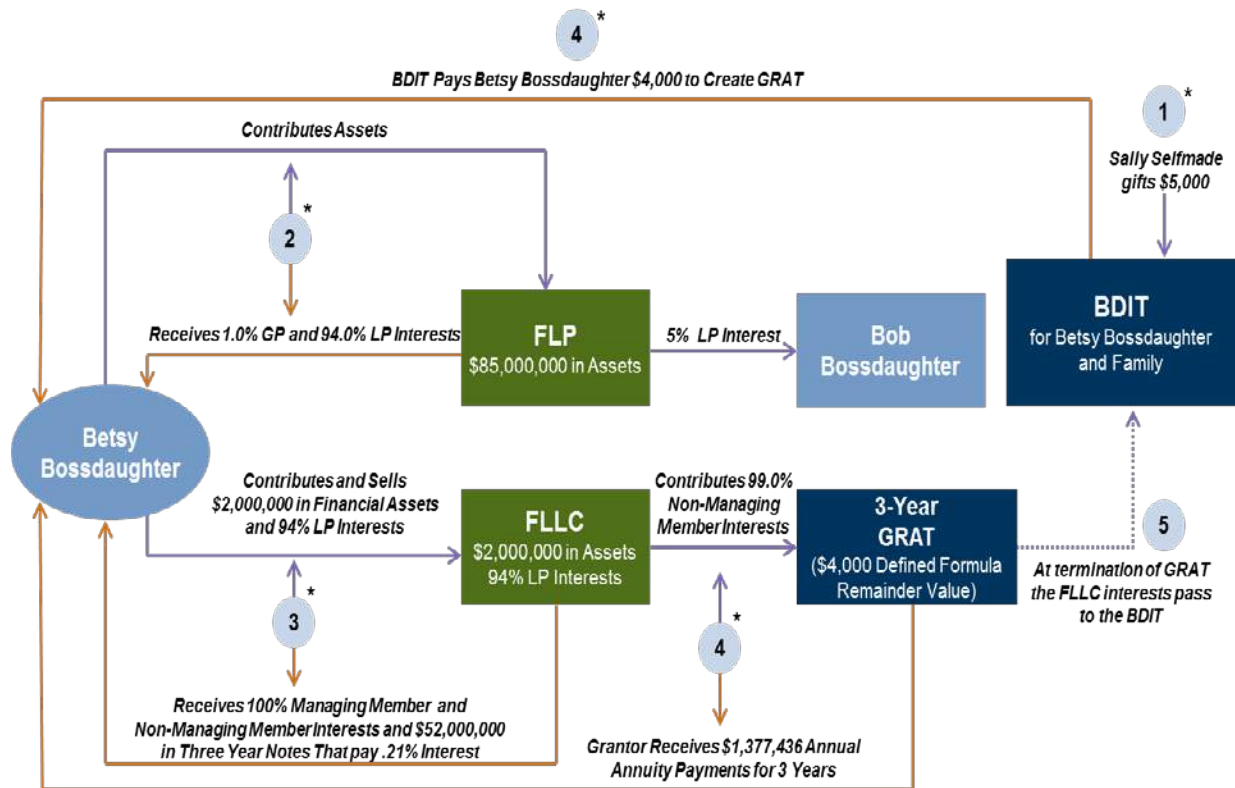 4*
BDIT Pays Betsy Bossdaughter $4,000 to Create GRAT
Contributes Assets
1*
Sally Selfmade
gifts $5,000
2*
Receives 1.0% GP and 94.0% LP Interests
FLP
$85,000,000 in Assets
5% LP Interest
Bob
Bossdaughter
BDIT
for Betsy Bossdaughter
and Family
Betsy
Bossdaughter
Contributes and Sells
$2,000,000 in Financial Assets
and 94% LP Interests
FLLC
$2,000,000 in Assets
94% LP Interests
Contributes 99.0%
Non-Managing
Member Interests
3-Year
GRAT
($4,000 Defined Formula
Remainder Value)
5
At termination of GRAT
the FLLC interests pass
to the BDIT
3*
Receives 100% Managing Member and
Non-Managing Member Interests and $52,000,000
in Three Year Notes That pay .21% Interest
4*
Grantor Receives $1,377,436 Annual
Annuity Payments for 3 Years